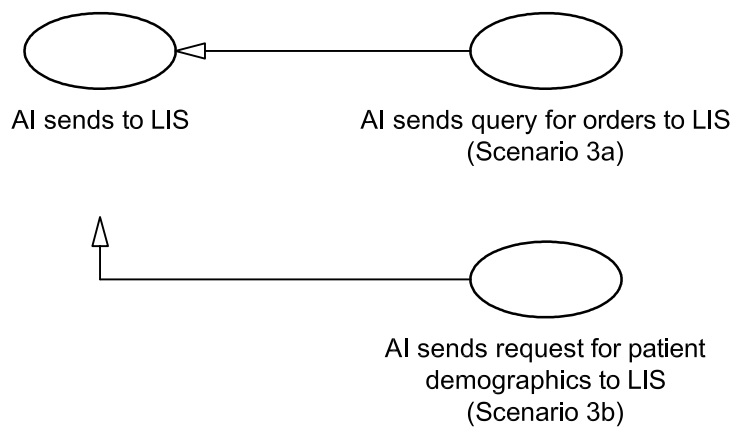 AI sends to LIS
AI sends query for orders to LIS
(Scenario 3a)
AI sends request for patient
demographics to LIS
(Scenario 3b)